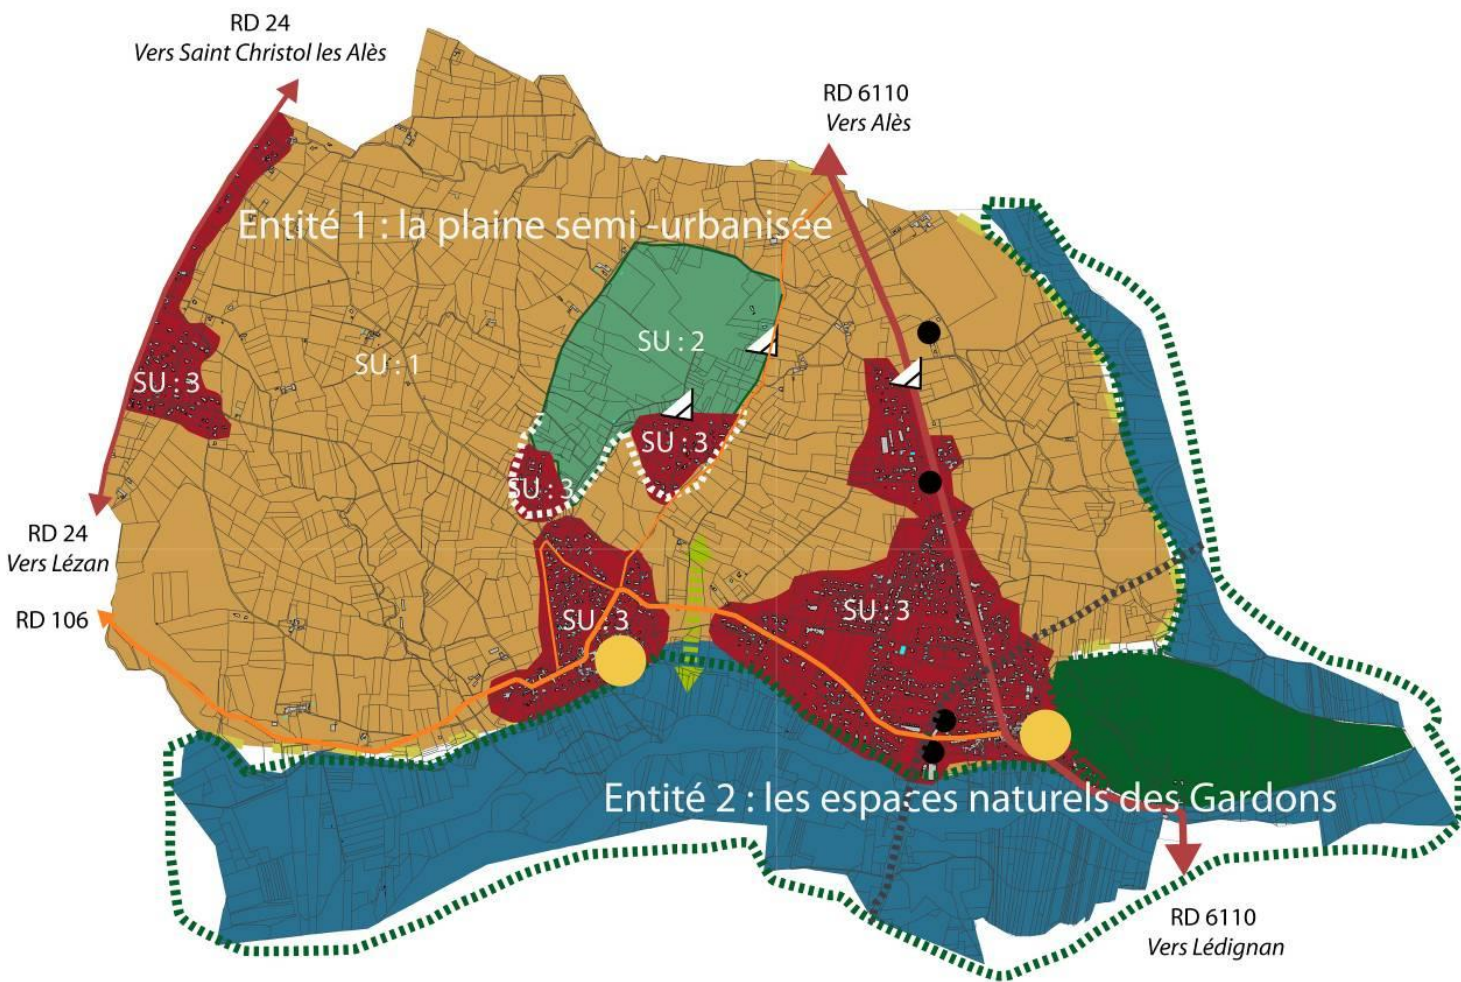 RD 24
Vers Saint Christol les Alès
RD 6110
Vers Alès
Entité 1 : la plaine semi -urbanisée
SU : 2
SU : 1
SU : 3
SU : 3
SU : 3
RD 24
Vers Lézan
RD 106
SU : 3
SU : 3
Entité 2 : les espaces naturels des Gardons
RD 6110
Vers Lédignan